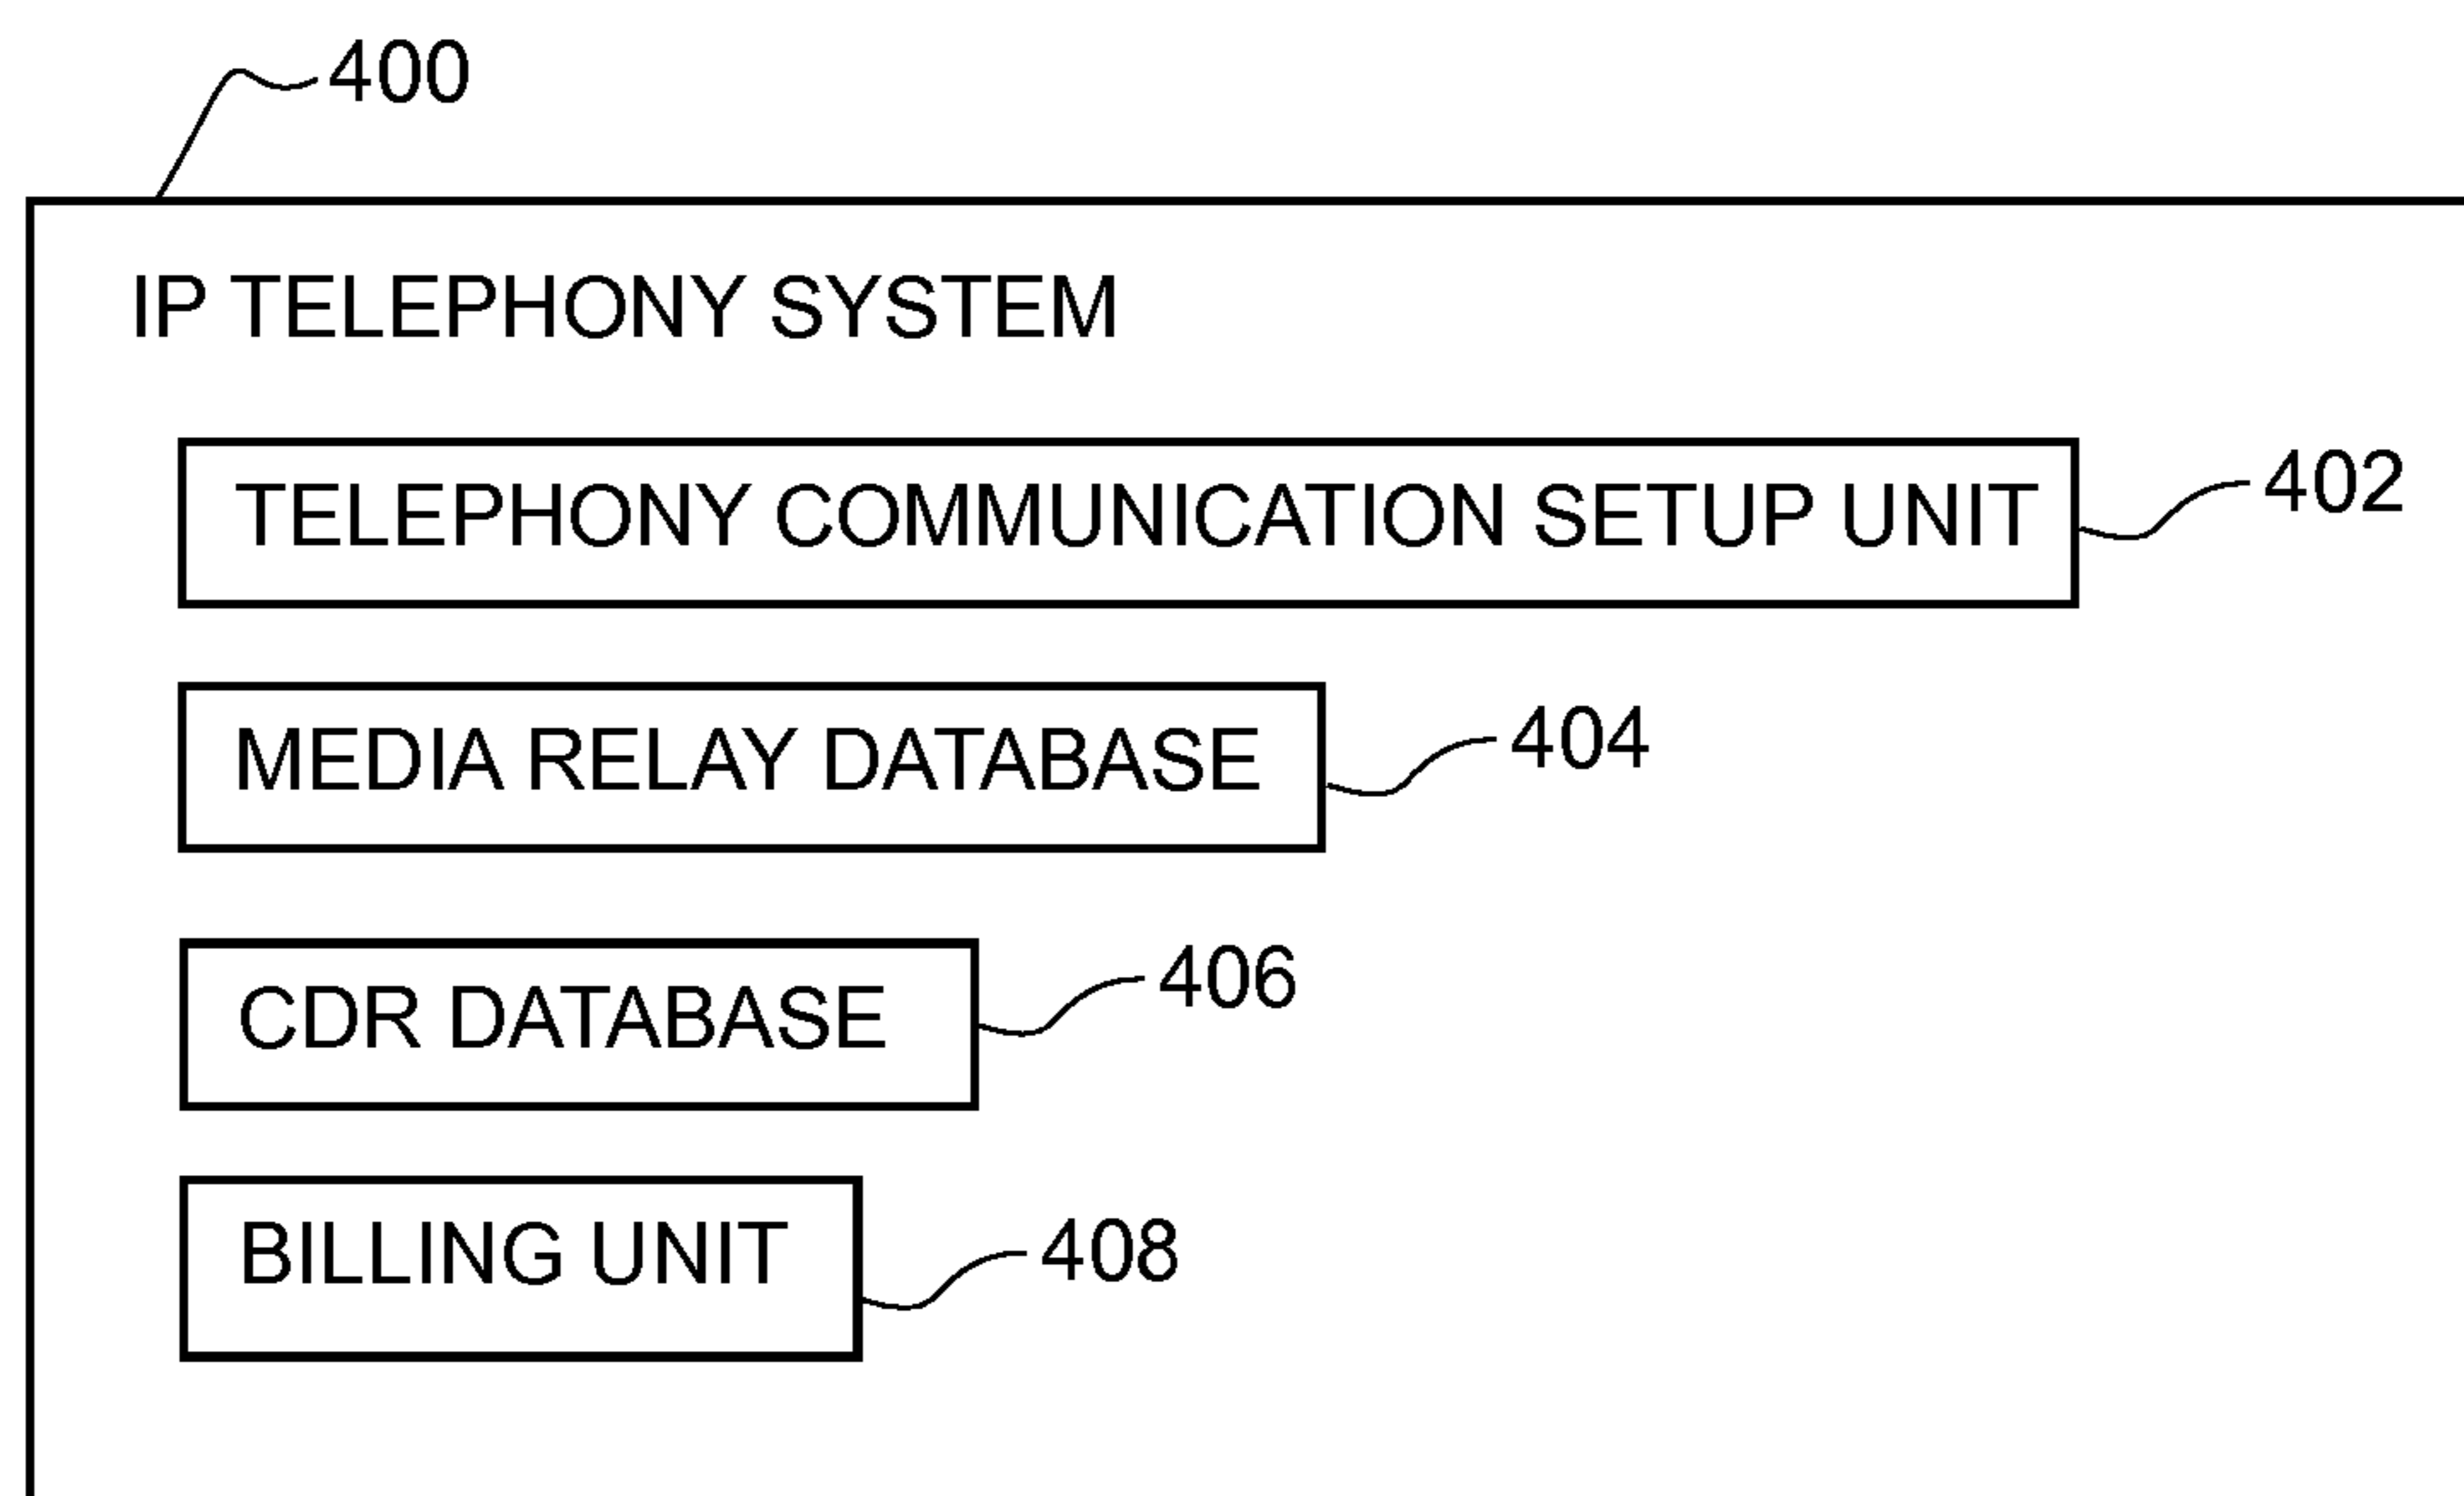 400
IP TELEPHONY SYSTEM
TELEPHONY COMMUNICATION SETUP UNIT
402
MEDIA RELAY DATABASE
404
CDR DATABASE
406
BILLING UNIT
408